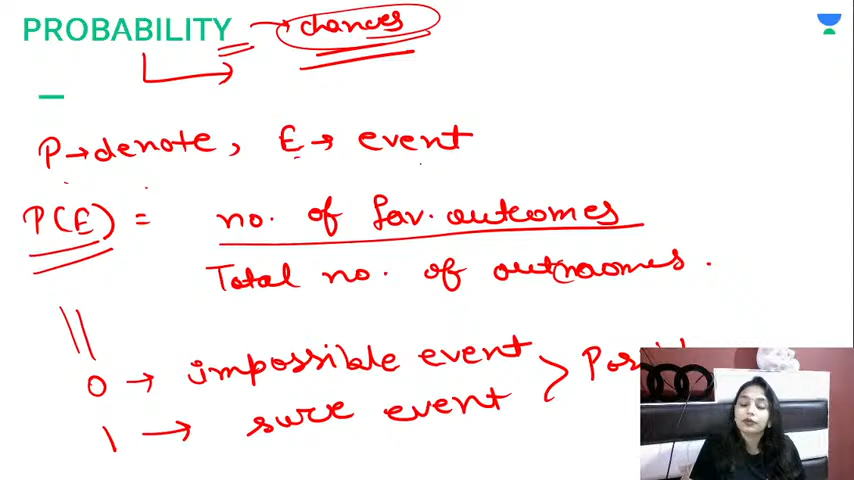 PROBABILITY → chances
P → denote, E → event
P(E) = no. of fav. outcomes
Total no. of outcomes.
0 → impossible event
1 → sure event